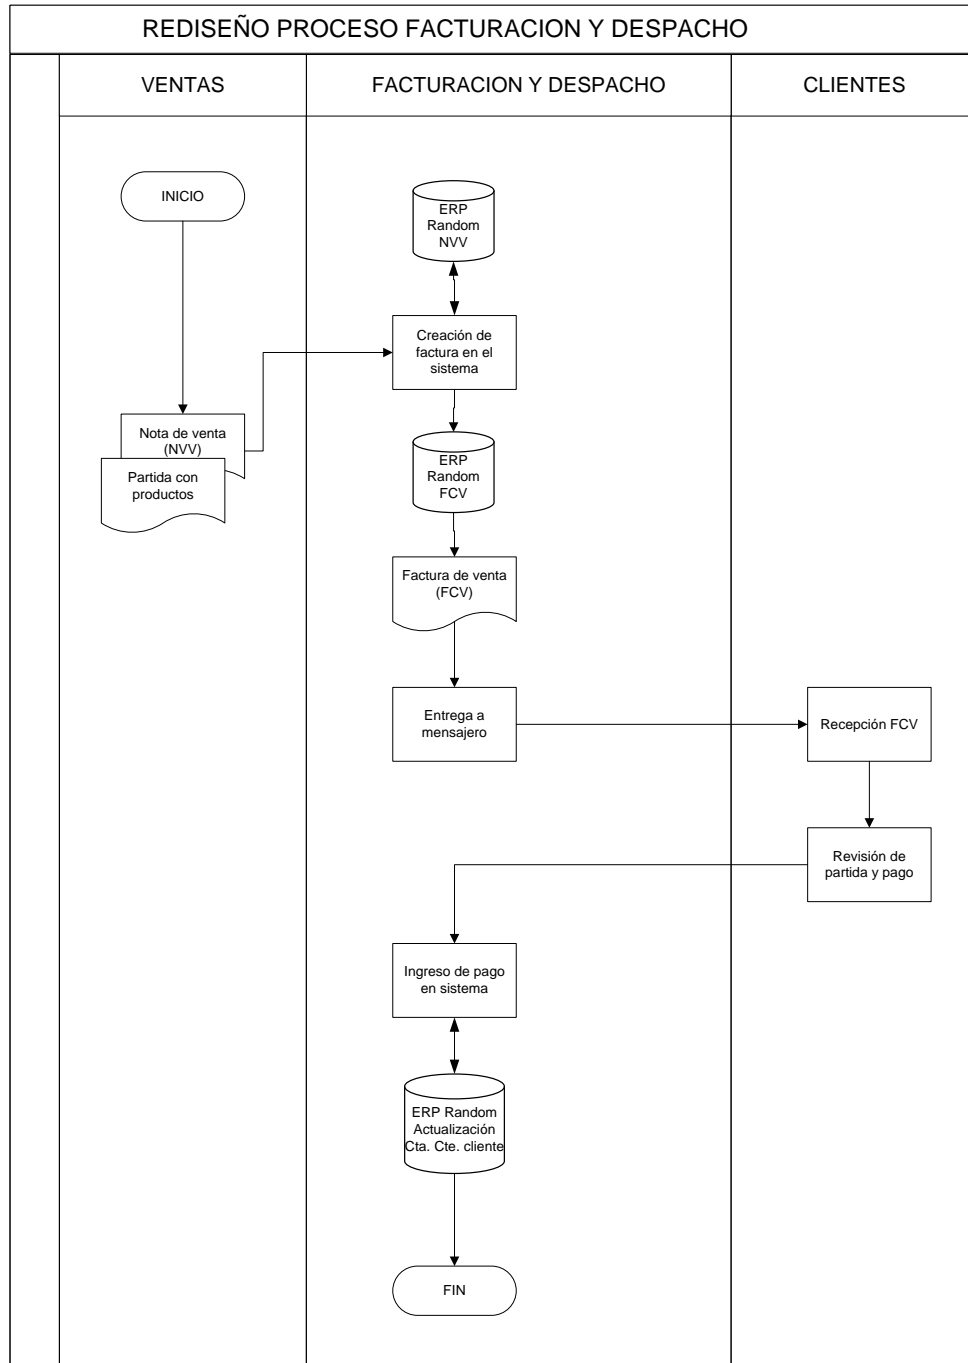 REDISEÑO PROCESO FACTURACION Y DESPACHO
VENTAS
FACTURACION Y DESPACHO
CLIENTES
INICIO
ERP
Random
NVV
Creación de
factura en el
sistema
Nota de venta
(NVV)
Partida con
productos
ERP
Random
FCV
Factura de venta
(FCV)
Entrega a
mensajero
Recepción FCV
Revisión de
partida y pago
Ingreso de pago
en sistema
ERP Random
Actualización
Cta. Cte. cliente
FIN